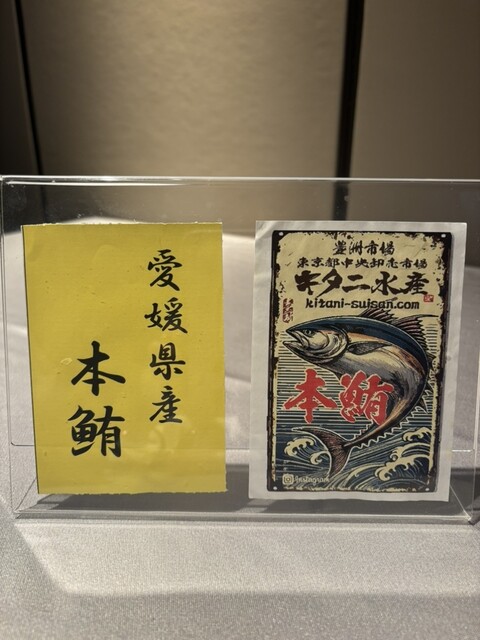 愛媛県産
本鮪
豊洲市場
東京都中央卸売市場
キタニ水産
kitani-suisan.com
本鮪
Instagram